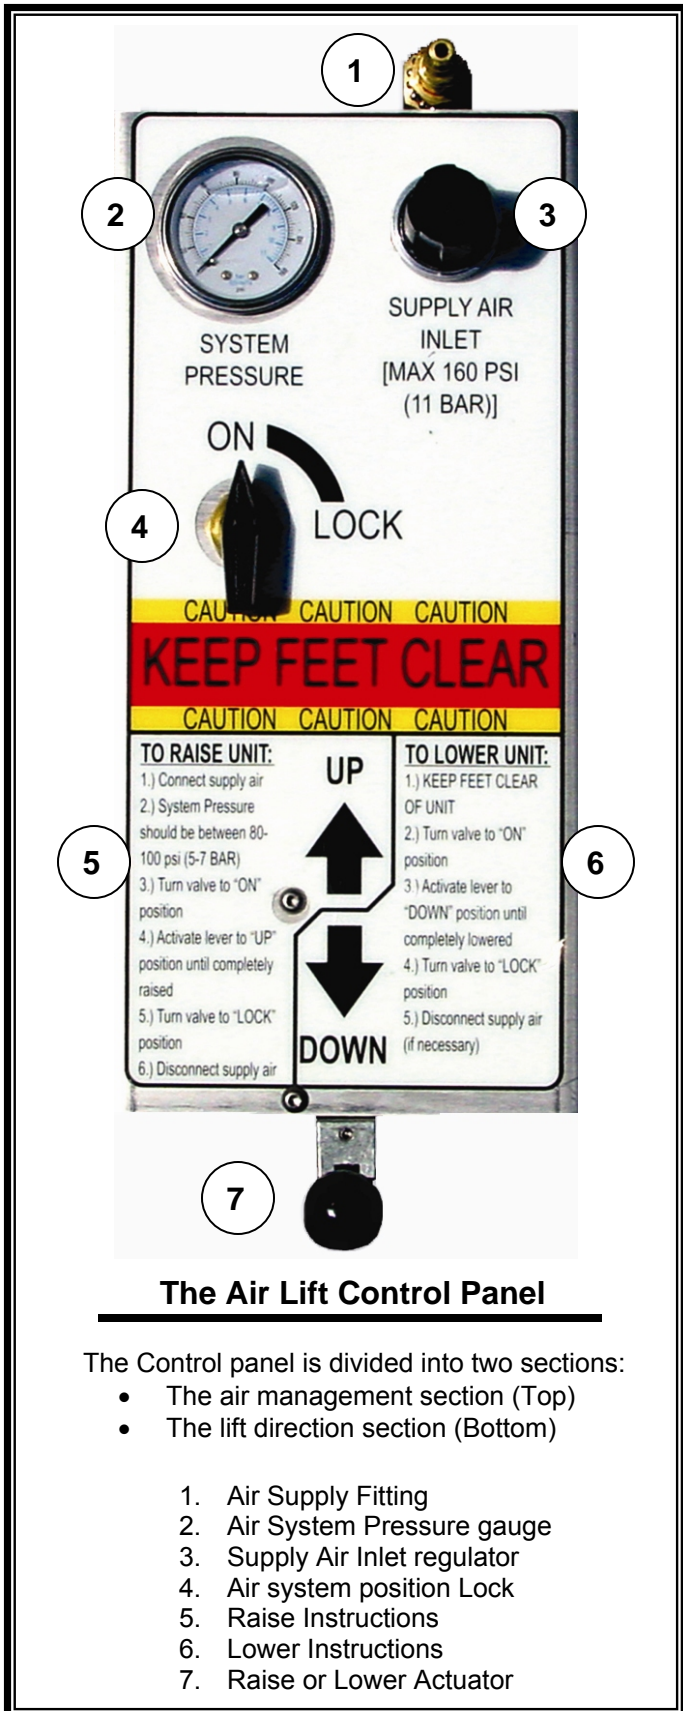 1
2
3
SYSTEM
PRESSURE
SUPPLY AIR
INLET
[MAX 160 PSI
(11 BAR)]
ON
LOCK
4
CAUTION CAUTION CAUTION
KEEP FEET CLEAR
CAUTION CAUTION CAUTION
TO RAISE UNIT:
1.) Connect supply air
2.) System Pressure
should be between 80-
100 psi (5-7 BAR)
3.) Turn valve to "ON"
position
4.) Activate lever to "UP"
position until completely
raised
5.) Turn valve to "LOCK"
position
6.) Disconnect supply air
UP
DOWN
TO LOWER UNIT:
1.) KEEP FEET CLEAR
OF UNIT
2.) Turn valve to "ON"
position
3.) Activate lever to
"DOWN" position until
completely lowered
4.) Turn valve to "LOCK"
position
5.) Disconnect supply air
(if necessary)
5
6
7
The Air Lift Control Panel
The Control panel is divided into two sections:
• The air management section (Top)
• The lift direction section (Bottom)
1. Air Supply Fitting
2. Air System Pressure gauge
3. Supply Air Inlet regulator
4. Air system position Lock
5. Raise Instructions
6. Lower Instructions
7. Raise or Lower Actuator